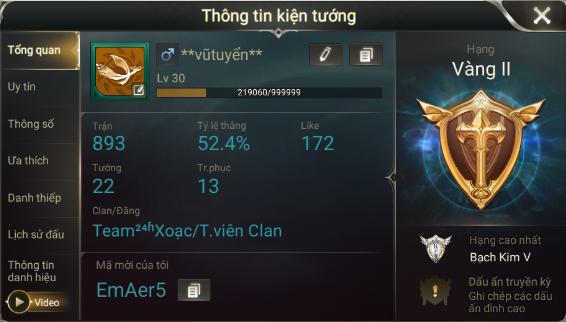 Thông tin kiện tướng
Tổng quan
Uy tín
Thông số
Ưa thích
Danh thiếp
Lịch sử đấu
Thông tin
danh hiệu
Video
**vũtuyển**
Lv 30
219060/999999
Trận
Tỷ lệ thắng
Like
893
52.4%
172
Tướng
Tr.phục
22
13
Clan/Đẳng
Team²⁴ʱXoạc/T.viên Clan
Mã mời của tôi
EmAer5
Hạng
Vàng II
Hạng cao nhất
Bạch Kim V
Dấu ấn truyền kỳ
Ghi chép các dấu
ấn đỉnh cao